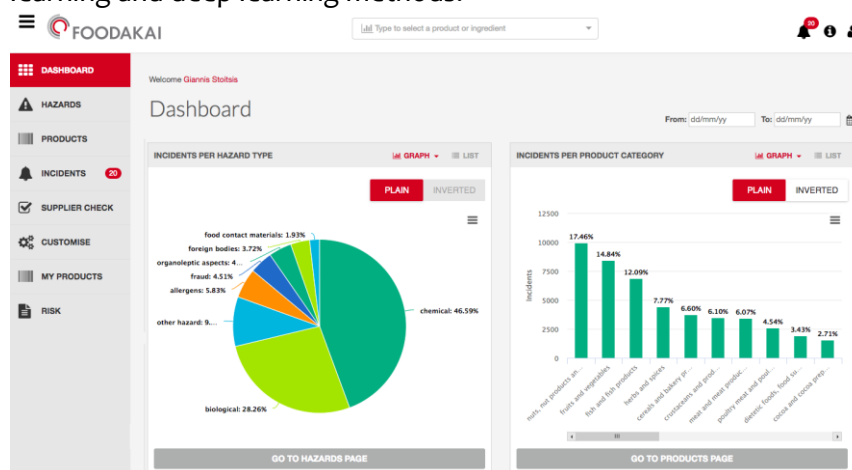 learning and deep learning methods.
FOODAKAI
Type to select a product or ingredient
20
DASHBOARD
HAZARDS
PRODUCTS
INCIDENTS 20
SUPPLIER CHECK
CUSTOMISE
MY PRODUCTS
RISK
Welcome Giannis Stoitsis
Dashboard
From: dd/mm/yy To: dd/mm/yy
INCIDENTS PER HAZARD TYPE GRAPH LIST
PLAIN INVERTED
food contact materials: 1.93%
foreign bodies: 3.72%
organoleptic aspects: 4...
fraud: 4.51%
allergens: 5.83%
other hazard: 9....
chemical: 46.59%
biological: 28.26%
GO TO HAZARDS PAGE
INCIDENTS PER PRODUCT CATEGORY GRAPH LIST
PLAIN INVERTED
Incidents
12500
10000
7500
5000
2500
0
17.46%
14.84%
12.09%
7.77%
6.60%
6.10%
6.07%
4.54%
3.43%
2.71%
nuts, nut products an...
fruits and vegetables
fish and fish products
herbs and spices
cereals and bakery pr...
crustaceans and prod...
meat and meat produc...
poultry meat and poul...
dietetic foods, food su...
cocoa and cocoa prep...
GO TO PRODUCTS PAGE